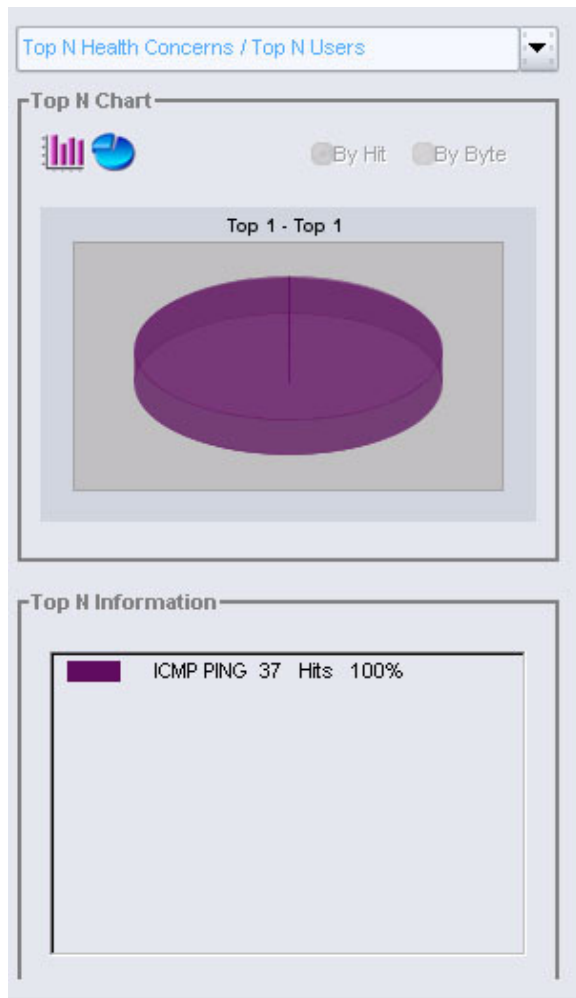 Top N Health Concerns / Top N Users
Top N Chart
By Hit By Byte
Top 1 - Top 1
Top N Information
ICMP PING 37 Hits 100%